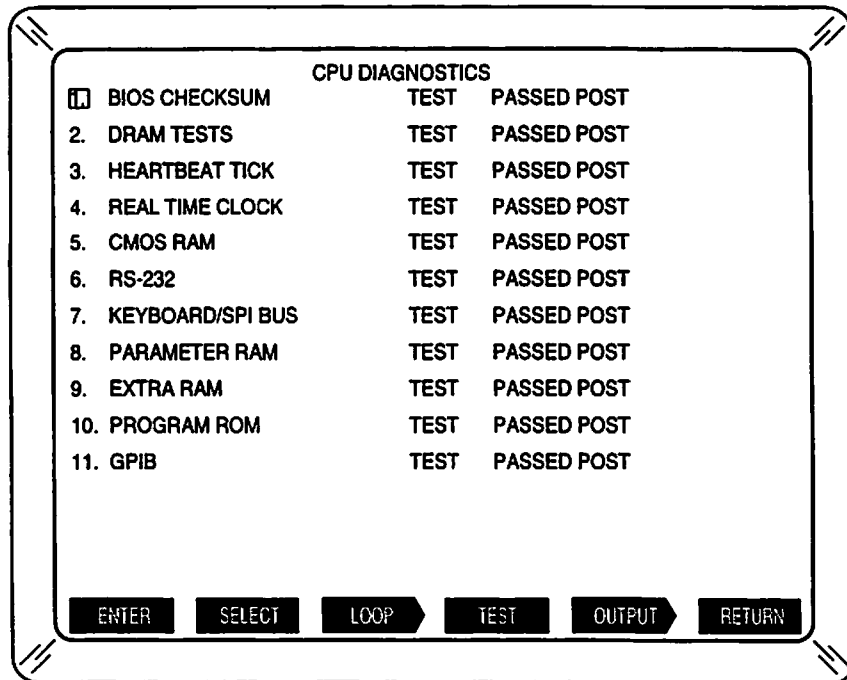 CPU DIAGNOSTICS
1. BIOS CHECKSUM TEST PASSED POST
2. DRAM TESTS TEST PASSED POST
3. HEARTBEAT TICK TEST PASSED POST
4. REAL TIME CLOCK TEST PASSED POST
5. CMOS RAM TEST PASSED POST
6. RS-232 TEST PASSED POST
7. KEYBOARD/SPI BUS TEST PASSED POST
8. PARAMETER RAM TEST PASSED POST
9. EXTRA RAM TEST PASSED POST
10. PROGRAM ROM TEST PASSED POST
11. GPIB TEST PASSED POST
ENTER SELECT LOOP TEST OUTPUT RETURN